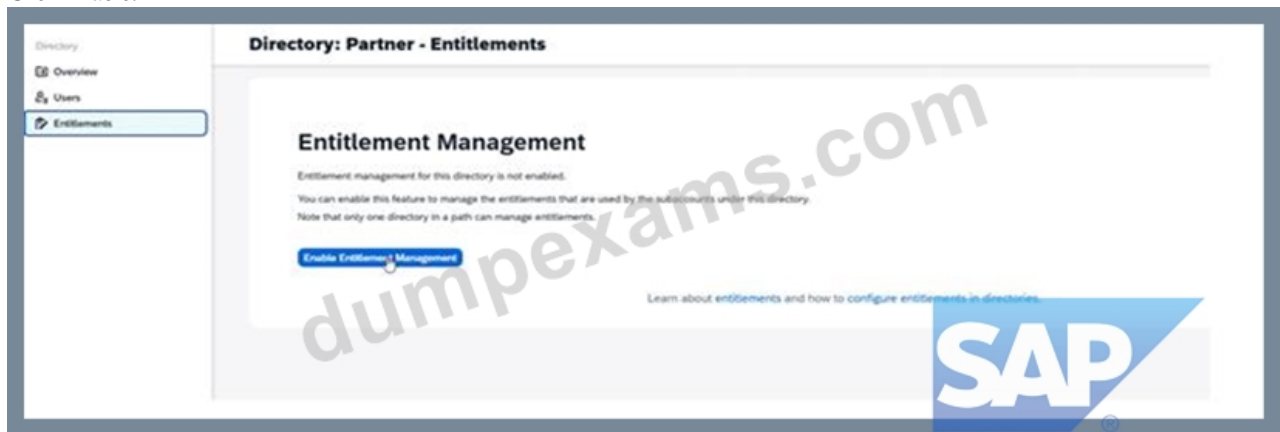 Directory
Overview
Users
Entitlements
Directory: Partner - Entitlements
Entitlement Management
Entitlement management for this directory is not enabled.
You can enable this feature to manage the entitlements that are used by the subaccounts under this directory.
Note that only one directory in a path can manage entitlements.
Enable Entitlement Management
Learn about entitlements and how to configure entitlements in directories.
dumpexams.com
SAP
®